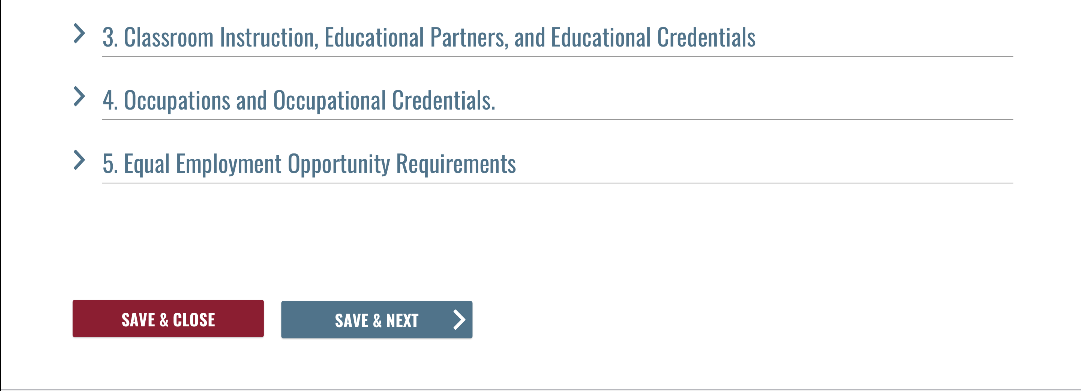 3. Classroom Instruction, Educational Partners, and Educational Credentials
4. Occupations and Occupational Credentials.
5. Equal Employment Opportunity Requirements
SAVE & CLOSE
SAVE & NEXT